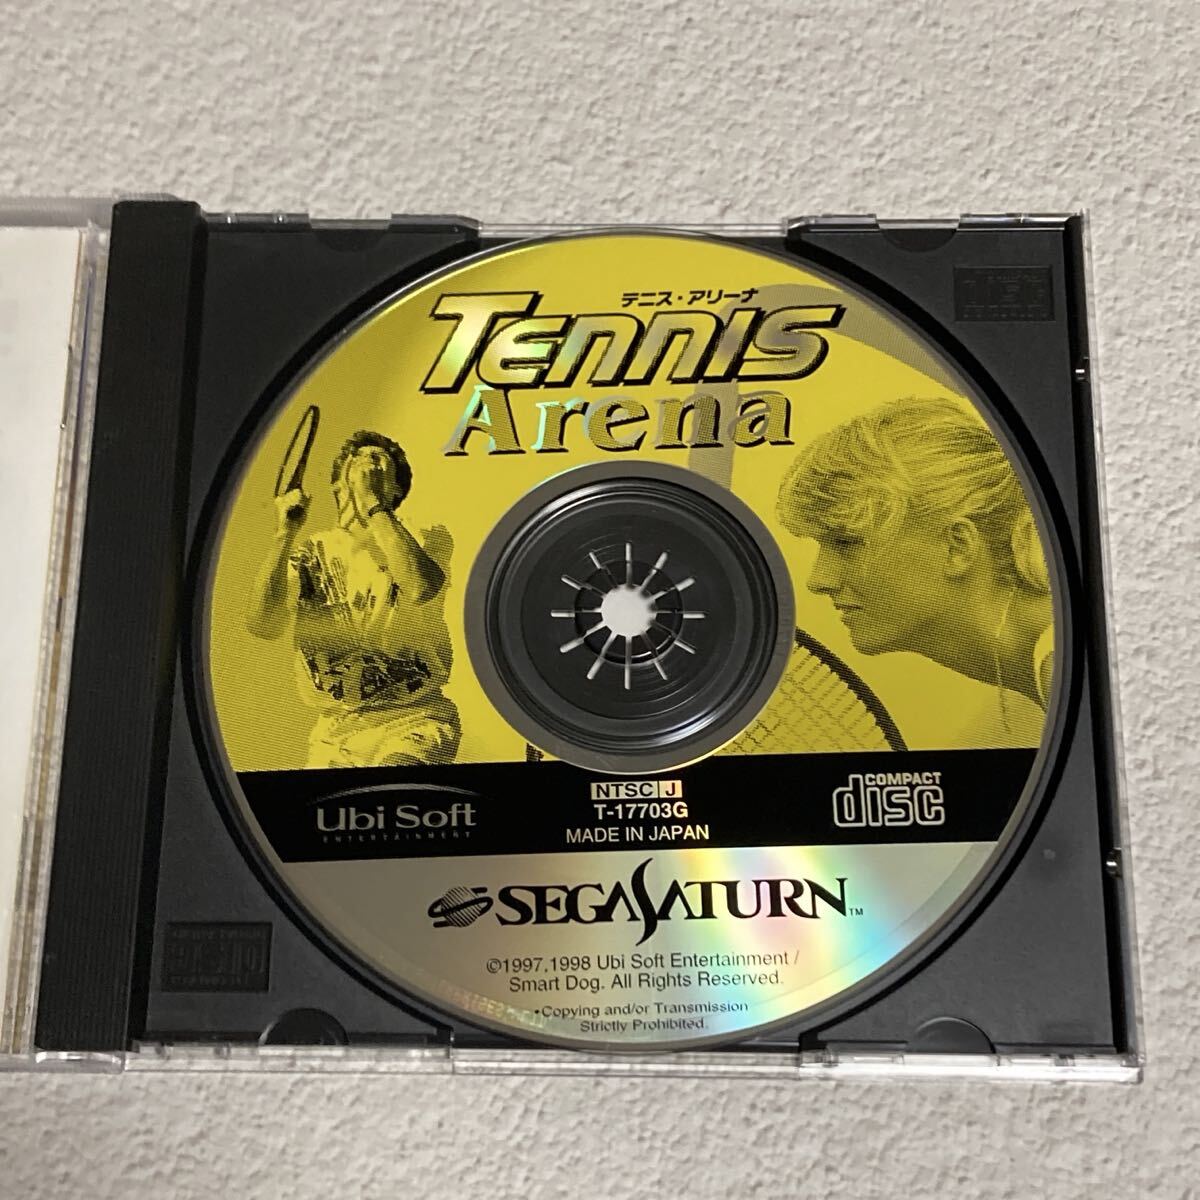 テニス・アリーナ
TENNIS
Arena
Ubi Soft
ENTERTAINMENT
NTSC J
T-17703G
MADE IN JAPAN
COMPACT
disc
SEGA SATURN™
©1997,1998 Ubi Soft Entertainment /
Smart Dog. All Rights Reserved.
•Copying and/or Transmission
Strictly Prohibited.